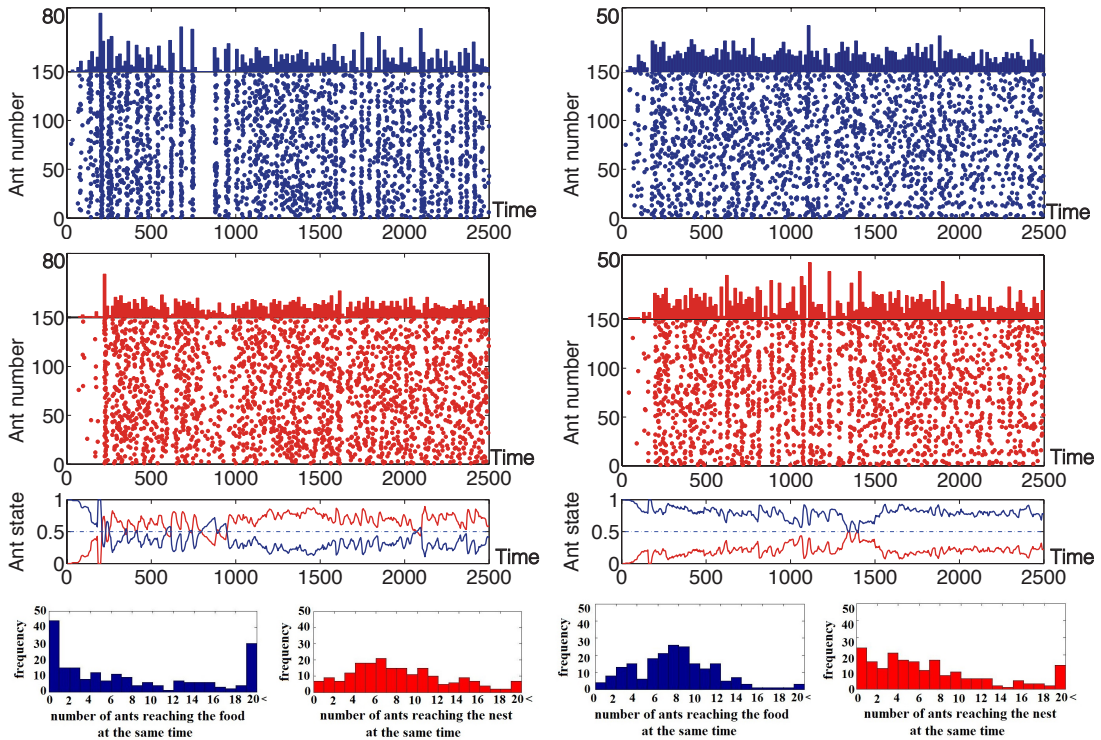 80
150
100
50
0
Ant number
Time
0 500 1000 1500 2000 2500
50
150
100
50
0
Ant number
Time
0 500 1000 1500 2000 2500
80
150
100
50
0
Ant number
Time
0 500 1000 1500 2000 2500
50
150
100
50
0
Ant number
Time
0 500 1000 1500 2000 2500
1
0.5
0
Ant state
Time
0 500 1000 1500 2000 2500
1
0.5
0
Ant state
Time
0 500 1000 1500 2000 2500
50
40
30
20
10
0
frequency
0 2 4 6 8 10 12 14 16 18 20 <
number of ants reaching the food
at the same time
50
40
30
20
10
0
frequency
0 2 4 6 8 10 12 14 16 18 20 <
number of ants reaching the nest
at the same time
50
40
30
20
10
0
frequency
0 2 4 6 8 10 12 14 16 18 20 <
number of ants reaching the food
at the same time
50
40
30
20
10
0
frequency
0 2 4 6 8 10 12 14 16 18 20 <
number of ants reaching the nest
at the same time